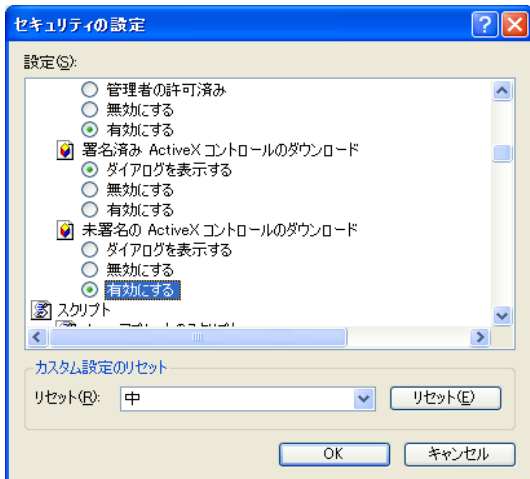 セキュリティの設定
設定(S):
管理者の許可済み
無効にする
有効にする
署名済み ActiveX コントロールのダウンロード
ダイアログを表示する
無効にする
有効にする
未署名の ActiveX コントロールのダウンロード
ダイアログを表示する
無効にする
有効にする
スクリプト
カスタム設定のリセット
リセット(R): 中 リセット(E)
OK キャンセル